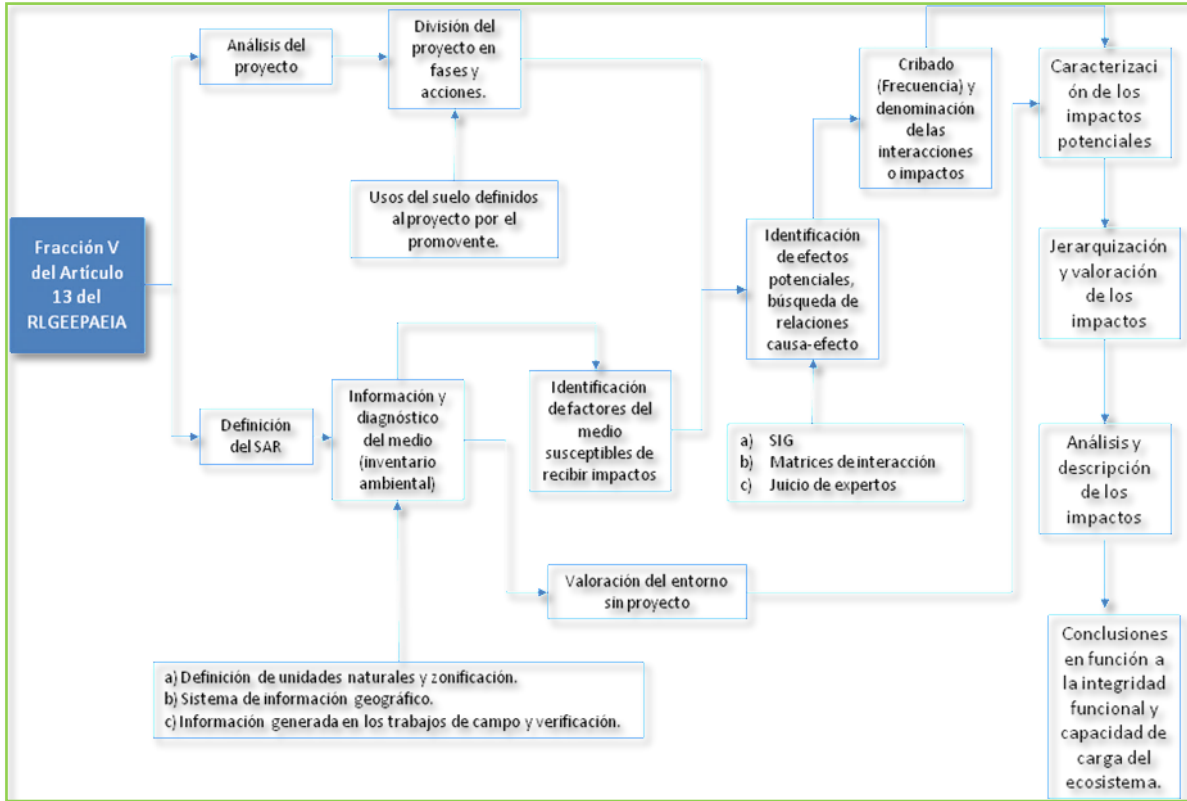 Fracción V
del Artículo
13 del
RLGEEPAEIA
Análisis del
proyecto
División del
proyecto en
fases y
acciones.
Usos del suelo definidos
al proyecto por el
promovente.
Definición
del SAR
Información y
diagnóstico
del medio
(inventario
ambiental)
Identificación
de factores del
medio
susceptibles de
recibir impactos
a) Definición de unidades naturales y zonificación.
b) Sistema de información geográfico.
c) Información generada en los trabajos de campo y verificación.
Valoración del entorno
sin proyecto
Identificación
de efectos
potenciales,
búsqueda de
relaciones
causa-efecto
a) SIG
b) Matrices de interacción
c) Juicio de expertos
Cribado
(Frecuencia) y
denominación
de las
interacciones
o impactos
Caracterizaci
ón de los
impactos
potenciales
Jerarquización
y valoración
de los
impactos
Análisis y
descripción
de los
impactos
Conclusiones
en función a
la integridad
funcional y
capacidad de
carga del
ecosistema.